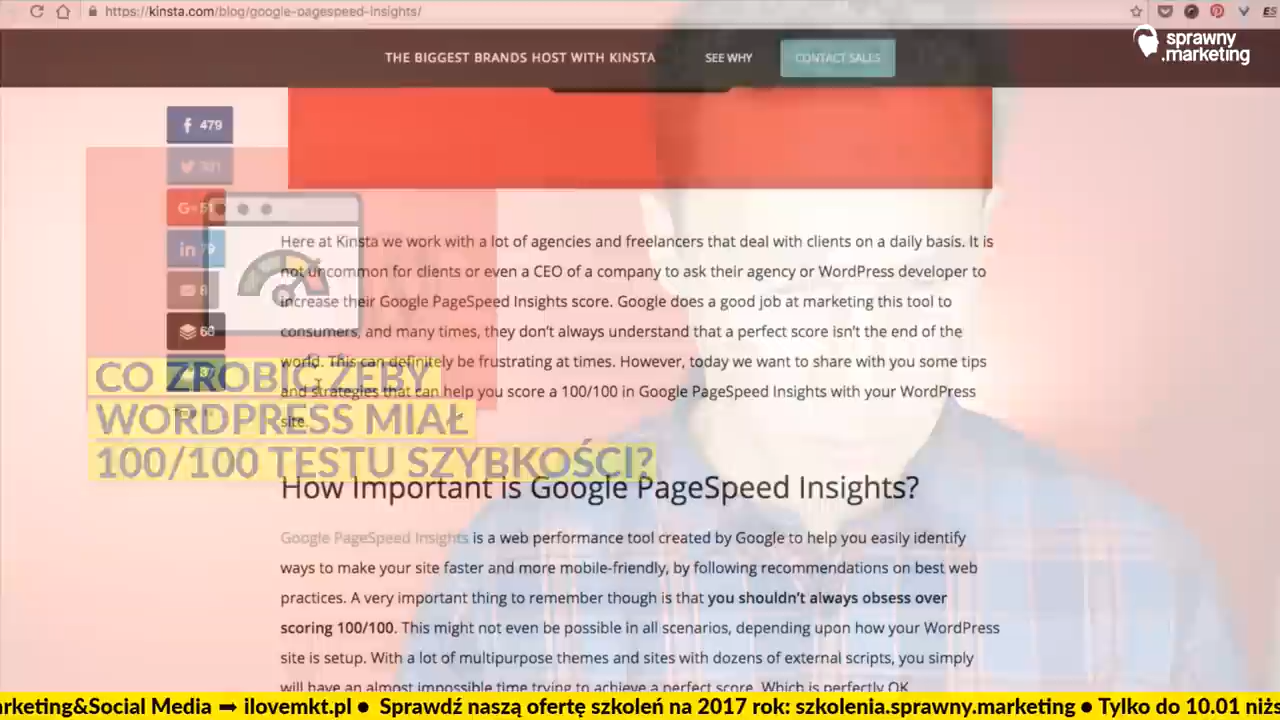 https://kinsta.com/blog/google-pagespeed-insights/
ES
THE BIGGEST BRANDS HOST WITH KINSTA
SEE WHY
CONTACT SALES
sprawny
.marketing
479
301
G+ 51
in 79
8
60
Here at Kinsta we work with a lot of agencies and freelancers that deal with clients on a daily basis. It is
not uncommon for clients or even a CEO of a company to ask their agency or WordPress developer to
increase their Google PageSpeed Insights score. Google does a good job at marketing this tool to
consumers, and many times, they don't always understand that a perfect score isn't the end of the
world. This can definitely be frustrating at times. However, today we want to share with you some tips
and strategies that can help you score a 100/100 in Google PageSpeed Insights with your WordPress
site.
CO ZROBIĆ ŻEBY
WORDPRESS MIAŁ
100/100 TESTU SZYBKOŚCI?
How Important is Google PageSpeed Insights?
Google PageSpeed Insights is a web performance tool created by Google to help you easily identify
ways to make your site faster and more mobile-friendly, by following recommendations on best web
practices. A very important thing to remember though is that you shouldn't always obsess over
scoring 100/100. This might not even be possible in all scenarios, depending upon how your WordPress
site is setup. With a lot of multipurpose themes and sites with dozens of external scripts, you simply
will have an almost impossible time trying to achieve a perfect score. Which is perfectly OK
arketing&Social Media ➡ ilovemkt.pl ● Sprawdź naszą ofertę szkoleń na 2017 rok: szkolenia.sprawny.marketing ● Tylko do 10.01 niżs